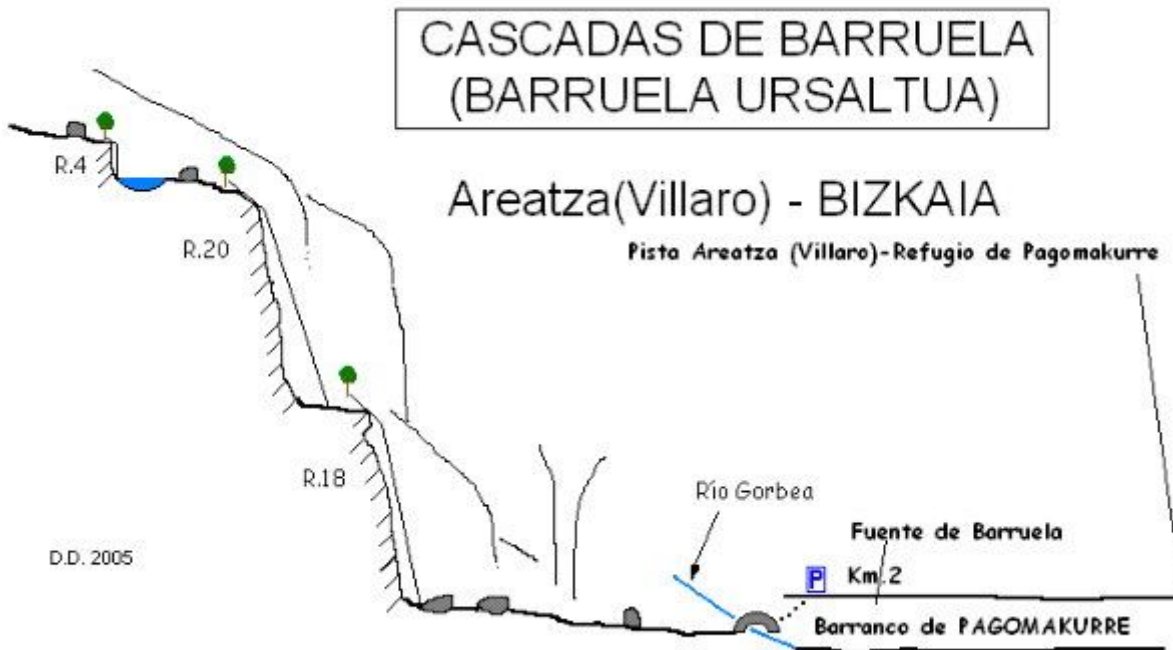 CASCADAS DE BARRUELA
(BARRUELA URSALTUA)
Areatza(Villaro) - BIZKAIA
Pista Areatza (Villaro)-Refugio de Pagomakurre
R.4
R.20
R.18
Río Gorbea
Fuente de Barruela
D.D. 2005
P Km.2
Barranco de PAGOMAKURRE